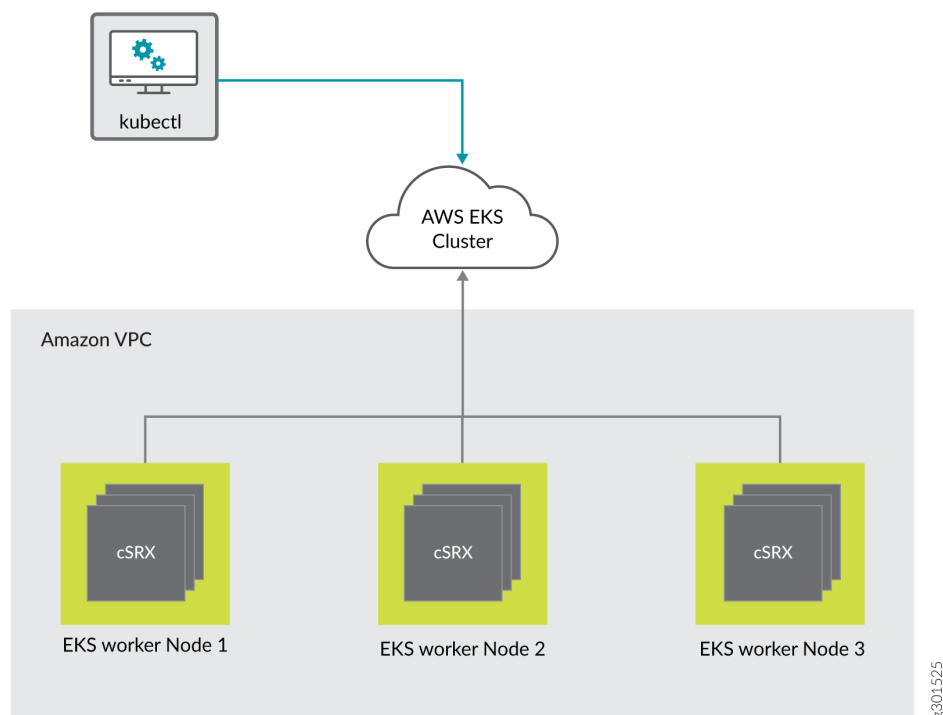 kubectl
AWS EKS
Cluster
Amazon VPC
cSRX
cSRX
cSRX
EKS worker Node 1
EKS worker Node 2
EKS worker Node 3
g301525